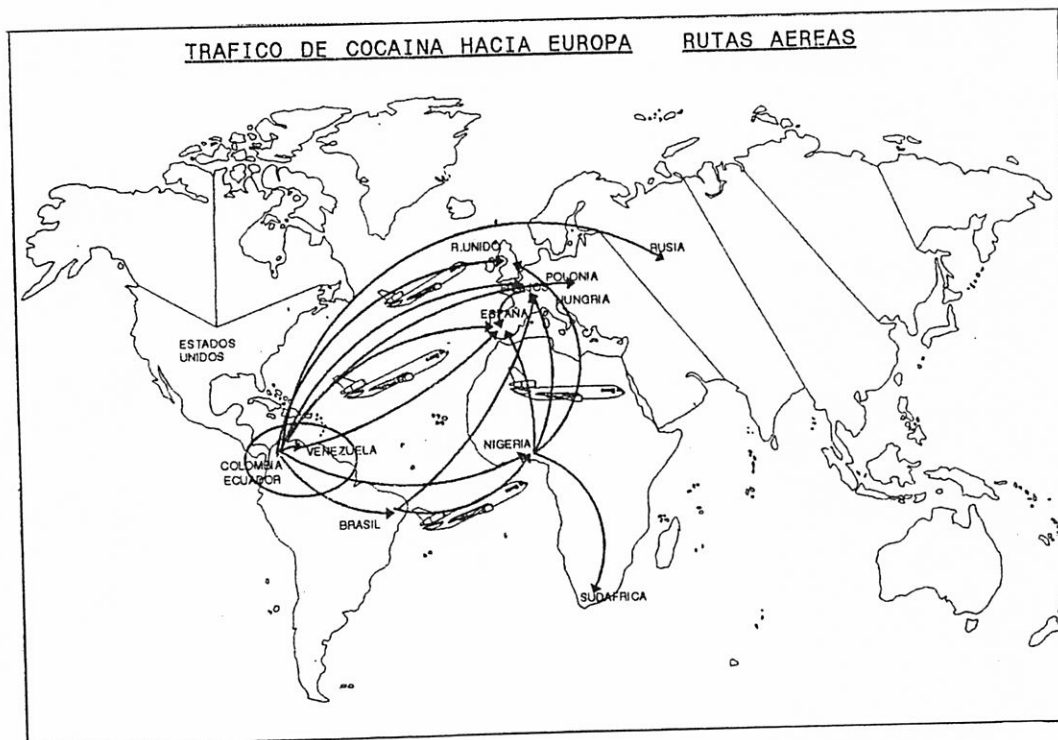 TRAFICO DE COCAINA HACIA EUROPA RUTAS AEREAS
R.UNIDO
RUSIA
POLONIA
HUNGRIA
ESPAÑA
ESTADOS
UNIDOS
VENEZUELA
NIGERIA
COLOMBIA
ECUADOR
BRASIL
SUDAFRICA